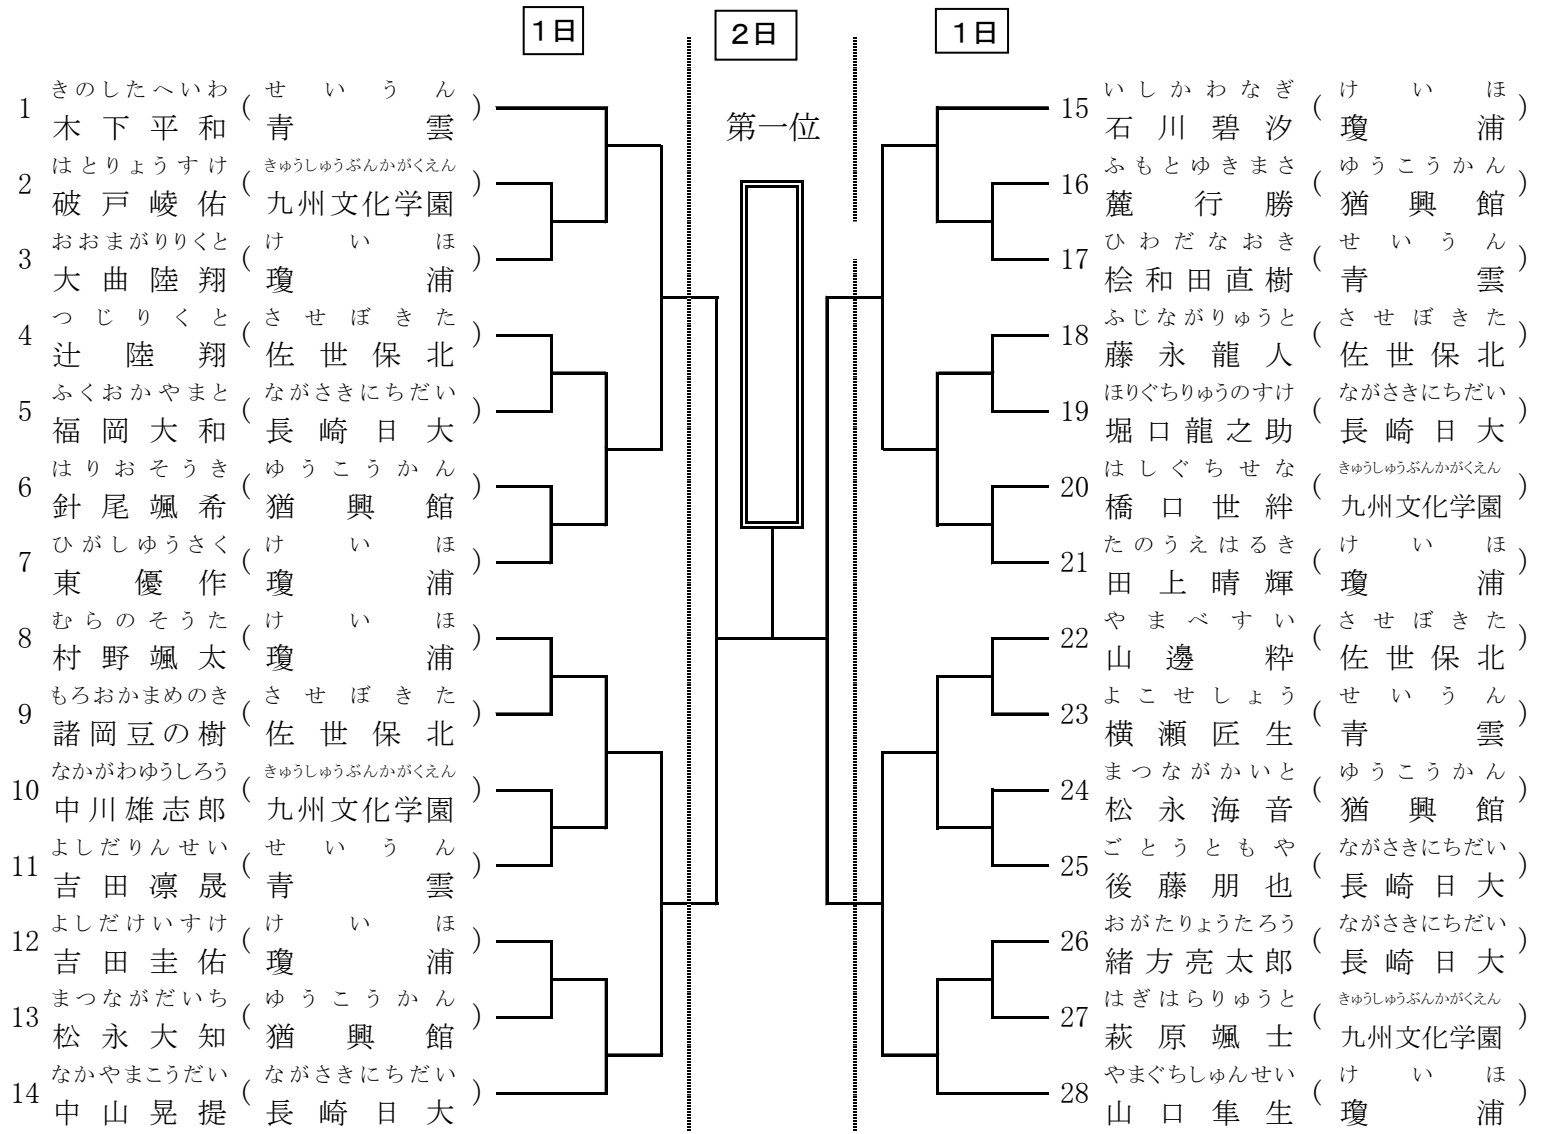 1日 2日 1日
第一位
きのしたへいわ せいうん
1 木下平和 (青雲)
はとりょうすけ きゅうしゅうぶんかがくえん
2 破戸崚佑 (九州文化学園)
おおまがりりくと けいほ
3 大曲陸翔 (瓊浦)
つじりくと させぼきた
4 辻陸翔 (佐世保北)
ふくおかやまと ながさきにちだい
5 福岡大和 (長崎日大)
はりおそうき ゆうこうかん
6 針尾颯希 (猶興館)
ひがしゆうさく けいほ
7 東優作 (瓊浦)
むらのそうた けいほ
8 村野颯太 (瓊浦)
もろおかまめのき させぼきた
9 諸岡豆の樹 (佐世保北)
なかがわゆうしろう きゅうしゅうぶんかがくえん
10 中川雄志郎 (九州文化学園)
よしだりんせい せいうん
11 吉田凛晟 (青雲)
よしだけいすけ けいほ
12 吉田圭佑 (瓊浦)
まつながだいち ゆうこうかん
13 松永大知 (猶興館)
なかやまこうだい ながさきにちだい
14 中山晃提 (長崎日大)
いしかわなぎ けいほ
15 石川碧汐 (瓊浦)
ふもとゆきまさ ゆうこうかん
16 麓行勝 (猶興館)
ひわだなおき せいうん
17 桧和田直樹 (青雲)
ふじながりゅうと させぼきた
18 藤永龍人 (佐世保北)
ほりぐちりゅうのすけ ながさきにちだい
19 堀口龍之助 (長崎日大)
はしぐちせな きゅうしゅうぶんかがくえん
20 橋口世絆 (九州文化学園)
たのうえはるき けいほ
21 田上晴輝 (瓊浦)
やまべすい させぼきた
22 山邊粋 (佐世保北)
よこせしょう せいうん
23 横瀬匠生 (青雲)
まつながかいと ゆうこうかん
24 松永海音 (猶興館)
ごとうともや ながさきにちだい
25 後藤朋也 (長崎日大)
おがたりょうたろう ながさきにちだい
26 緒方亮太郎 (長崎日大)
はぎはらりゅうと きゅうしゅうぶんかがくえん
27 萩原颯士 (九州文化学園)
やまぐちしゅんせい けいほ
28 山口隼生 (瓊浦)